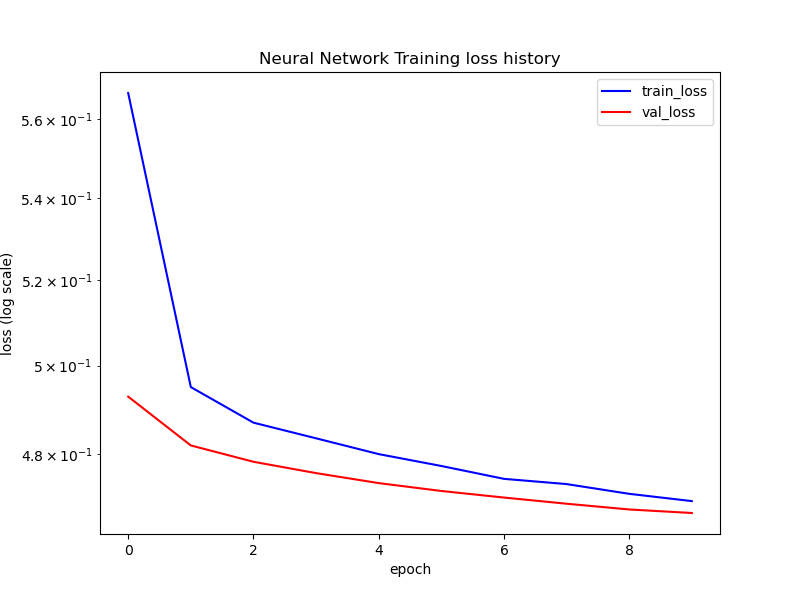 Neural Network Training loss history
train_loss
val_loss
5.6 × 10⁻¹
5.4 × 10⁻¹
5.2 × 10⁻¹
5 × 10⁻¹
4.8 × 10⁻¹
loss (log scale)
0 2 4 6 8
epoch